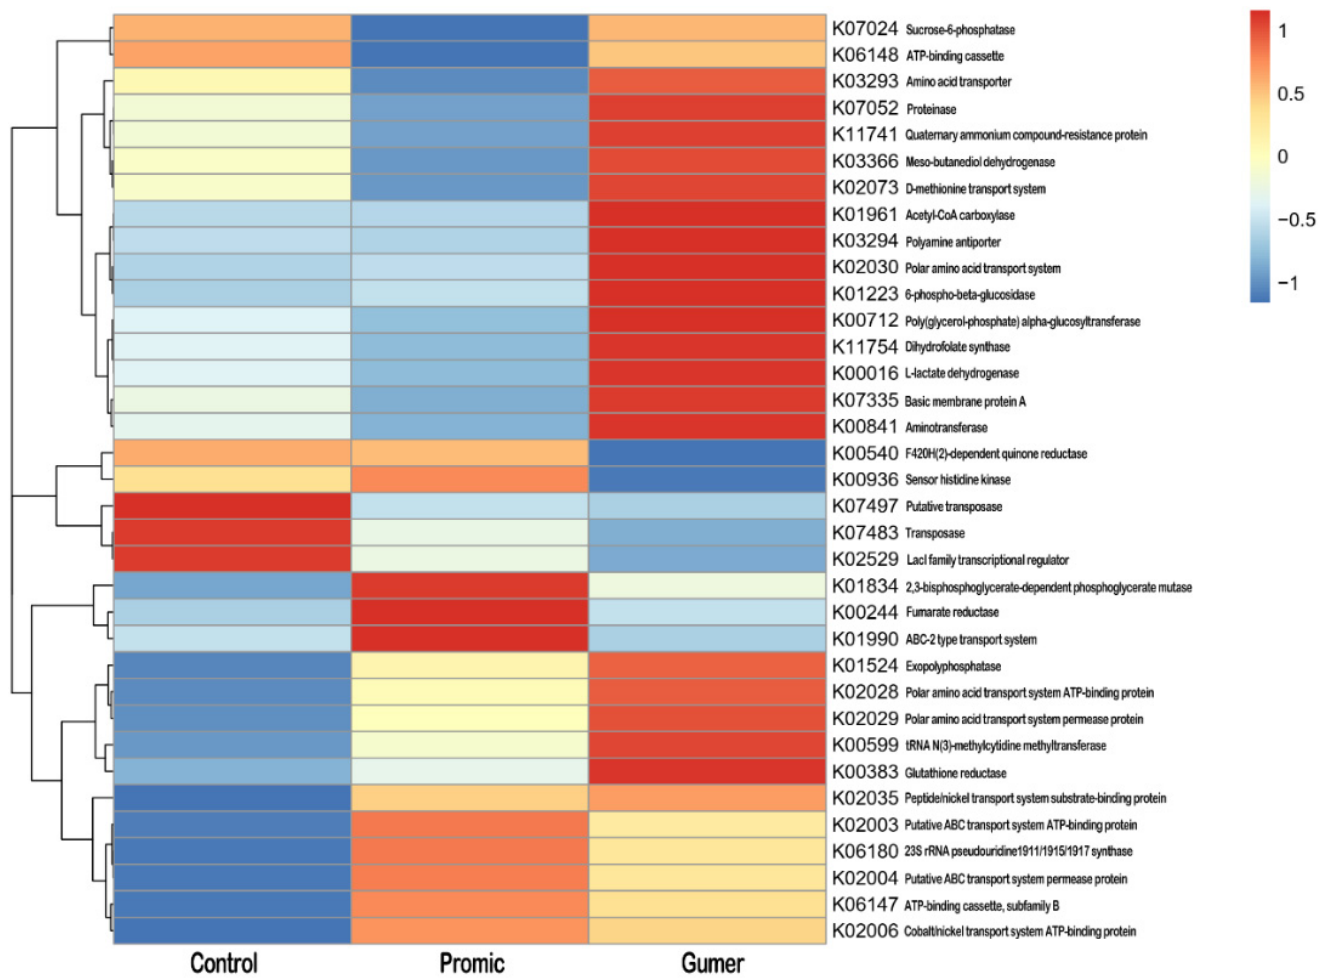 K07024 Sucrose-6-phosphatase
K06148 ATP-binding cassette
K03293 Amino acid transporter
K07052 Proteinase
K11741 Quaternary ammonium compound-resistance protein
K03366 Meso-butanediol dehydrogenase
K02073 D-methionine transport system
K01961 Acetyl-CoA carboxylase
K03294 Polyamine antiporter
K02030 Polar amino acid transport system
K01223 6-phospho-beta-glucosidase
K00712 Poly(glycerol-phosphate) alpha-glucosyltransferase
K11754 Dihydrofolate synthase
K00016 L-lactate dehydrogenase
K07335 Basic membrane protein A
K00841 Aminotransferase
K00540 F420H(2)-dependent quinone reductase
K00936 Sensor histidine kinase
K07497 Putative transposase
K07483 Transposase
K02529 LacI family transcriptional regulator
K01834 2,3-bisphosphoglycerate-dependent phosphoglycerate mutase
K00244 Fumarate reductase
K01990 ABC-2 type transport system
K01524 Exopolyphosphatase
K02028 Polar amino acid transport system ATP-binding protein
K02029 Polar amino acid transport system permease protein
K00599 tRNA N(3)-methylcytidine methyltransferase
K00383 Glutathione reductase
K02035 Peptide/nickel transport system substrate-binding protein
K02003 Putative ABC transport system ATP-binding protein
K06180 23S rRNA pseudouridine1911/1915/1917 synthase
K02004 Putative ABC transport system permease protein
K06147 ATP-binding cassette, subfamily B
K02006 Cobalt/nickel transport system ATP-binding protein
Control Promic Gumer
1
0.5
0
−0.5
−1